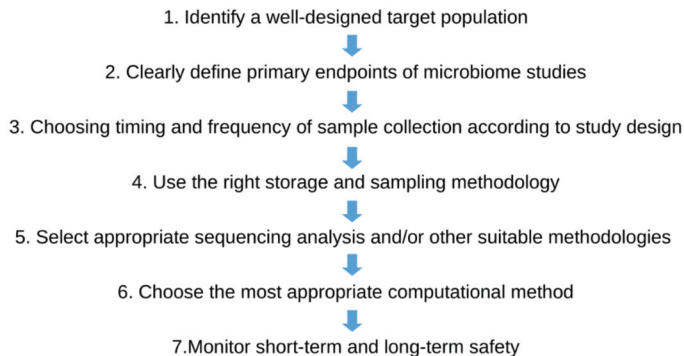 1. Identify a well-designed target population
2. Clearly define primary endpoints of microbiome studies
3. Choosing timing and frequency of sample collection according to study design
4. Use the right storage and sampling methodology
5. Select appropriate sequencing analysis and/or other suitable methodologies
6. Choose the most appropriate computational method
7.Monitor short-term and long-term safety